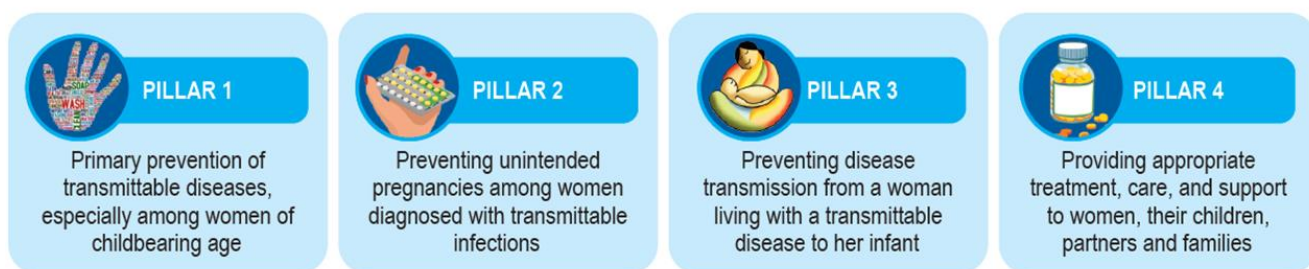 PILLAR 1
Primary prevention of
transmittable diseases,
especially among women of
childbearing age
PILLAR 2
Preventing unintended
pregnancies among women
diagnosed with transmittable
infections
PILLAR 3
Preventing disease
transmission from a woman
living with a transmittable
disease to her infant
PILLAR 4
Providing appropriate
treatment, care, and support
to women, their children,
partners and families
SOAP
WASH
CLEAN